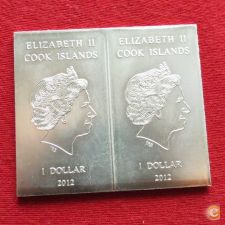 ELIZABETH II
COOK ISLANDS
1 DOLLAR
2012
ELIZABETH II
COOK ISLANDS
1 DOLLAR
2012